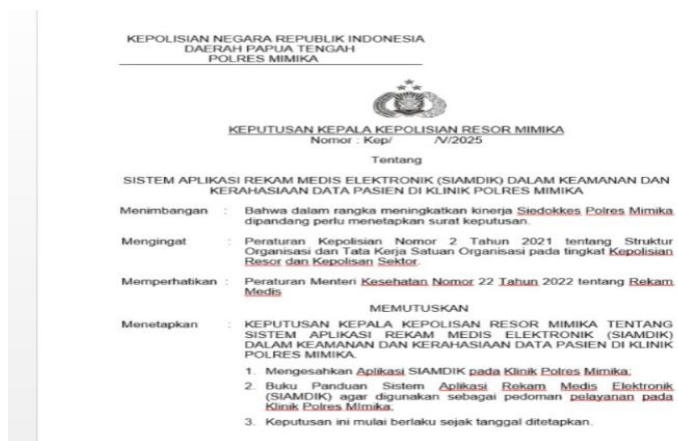 KEPOLISIAN NEGARA REPUBLIK INDONESIA
DAERAH PAPUA TENGAH
POLRES MIMIKA
KEPUTUSAN KEPALA KEPOLISIAN RESOR MIMIKA
Nomor : Kep/ /V/2025
Tentang
SISTEM APLIKASI REKAM MEDIS ELEKTRONIK (SIAMDIK) DALAM KEAMANAN DAN
KERAHASIAAN DATA PASIEN DI KLINIK POLRES MIMIKA
Menimbangan : Bahwa dalam rangka meningkatkan kinerja Siedokkes Polres Mimika
dipandang perlu menetapkan surat keputusan.
Mengingat : Peraturan Kepolisian Nomor 2 Tahun 2021 tentang Struktur
Organisasi dan Tata Kerja Satuan Organisasi pada tingkat Kepolisian
Resor dan Kepolisan Sektor.
Memperhatikan : Peraturan Menteri Kesehatan Nomor 22 Tahun 2022 tentang Rekam
Medis
MEMUTUSKAN
Menetapkan : KEPUTUSAN KEPALA KEPOLISAN RESOR MIMIKA TENTANG
SISTEM APLIKASI REKAM MEDIS ELEKTRONIK (SIAMDIK)
DALAM KEAMANAN DAN KERAHASIAAN DATA PASIEN DI KLINIK
POLRES MIMIKA.
1. Mengesahkan Aplikasi SIAMDIK pada Klinik Polres Mimika;
2. Buku Panduan Sistem Aplikasi Rekam Medis Elektronik
(SIAMDIK) agar digunakan sebagai pedoman pelayanan pada
Klinik Polres MImika;
3. Keputusan ini mulai berlaku sejak tanggal ditetapkan.